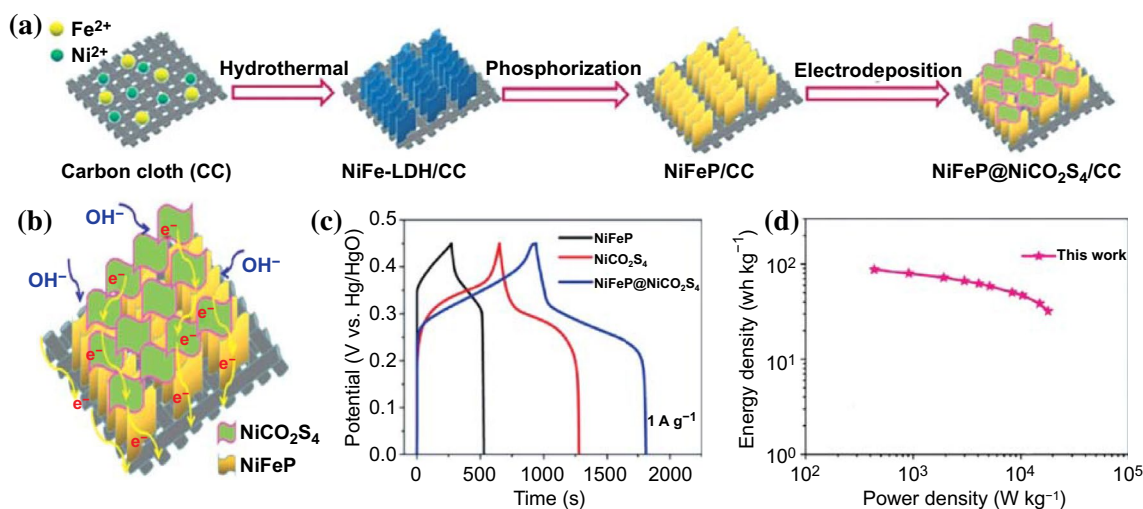 (a)
Fe²⁺
Ni²⁺
Hydrothermal
Phosphorization
Electrodeposition
Carbon cloth (CC)
NiFe-LDH/CC
NiFeP/CC
NiFeP@NiCO₂S₄/CC
(b)
OH⁻
OH⁻
OH⁻
e⁻
e⁻
e⁻
e⁻
e⁻
e⁻
e⁻
e⁻
NiCO₂S₄
NiFeP
(c)
Potential (V vs. Hg/HgO)
0.5
0.4
0.3
0.2
0.1
0.0
NiFeP
NiCO₂S₄
NiFeP@NiCO₂S₄
1 A g⁻¹
0 500 1000 1500 2000
Time (s)
(d)
Energy density (wh kg⁻¹)
10²
10¹
10⁰
This work
10² 10³ 10⁴ 10⁵
Power density (W kg⁻¹)